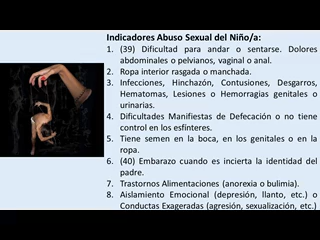 Indicadores Abuso Sexual del Niño/a:
1. (39) Dificultad para andar o sentarse. Dolores
abdominales o pelvianos, vaginal o anal.
2. Ropa interior rasgada o manchada.
3. Infecciones, Hinchazón, Contusiones, Desgarros,
Hematomas, Lesiones o Hemorragias genitales o
urinarias.
4. Dificultades Manifiestas de Defecación o no tiene
control en los esfinteres.
5. Tiene semen en la boca, en los genitales o en la
ropa.
6. (40) Embarazo cuando es incierta la identidad del
padre.
7. Trastornos Alimentaciones (anorexia o bulimia).
8. Aislamiento Emocional (depresión, llanto, etc.) o
Conductas Exageradas (agresión, sexualización, etc.)